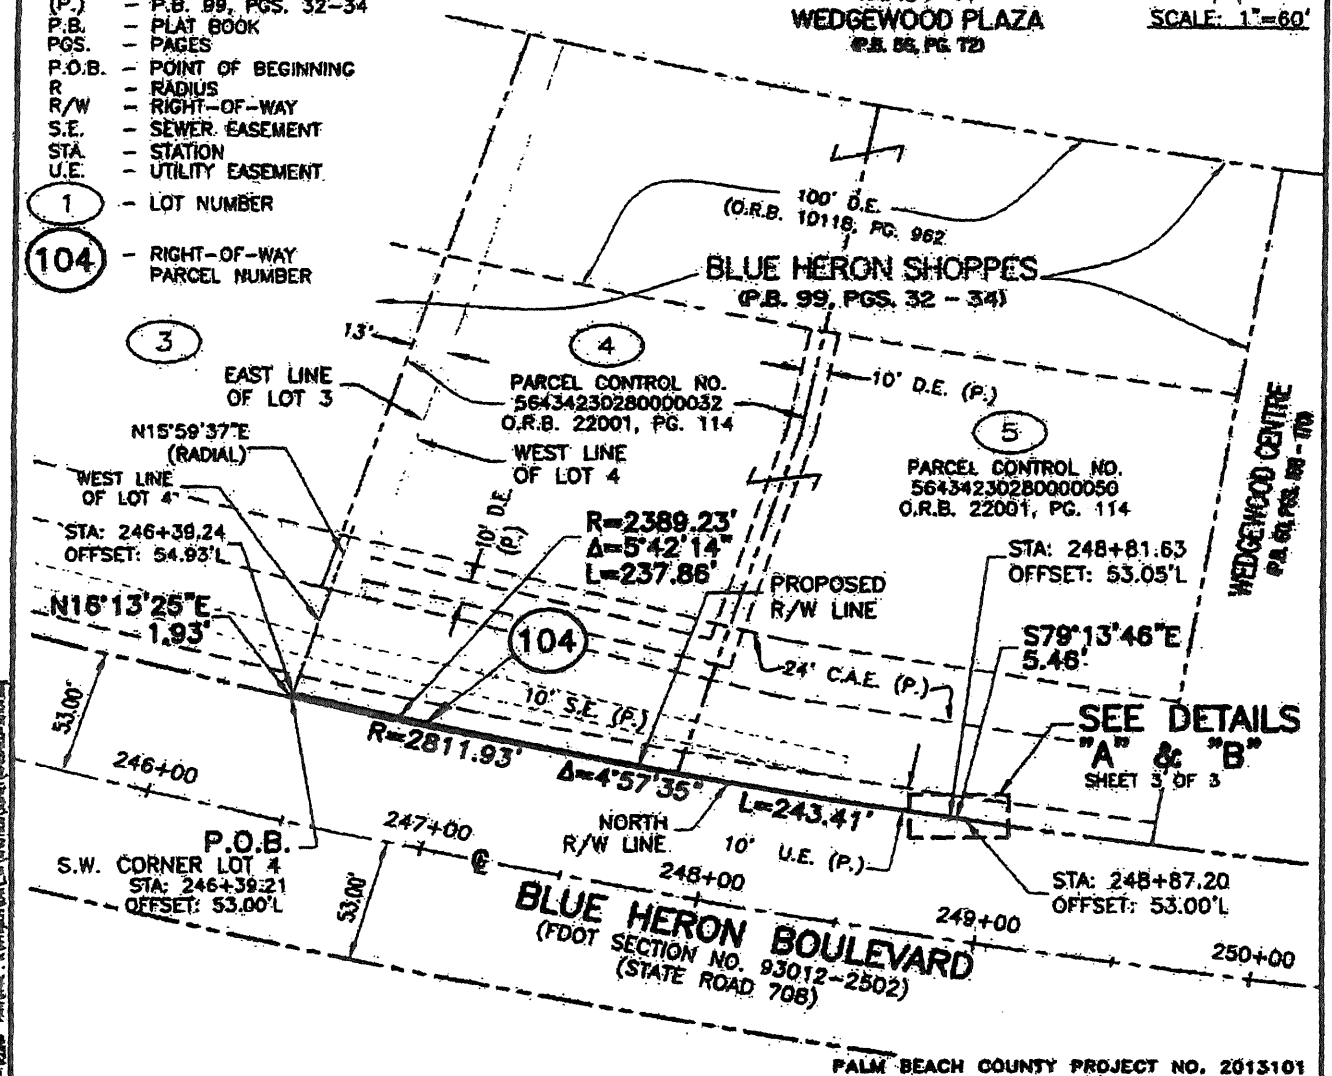 (P.) - P.B. 99, PGS. 32-34
P.B. - PLAT BOOK
PGS. - PAGES
P.O.B. - POINT OF BEGINNING
R - RADIUS
R/W - RIGHT-OF-WAY
S.E. - SEWER EASEMENT
STA. - STATION
U.E. - UTILITY EASEMENT
1 - LOT NUMBER
104 - RIGHT-OF-WAY
PARCEL NUMBER
WEDGEWOOD PLAZA
(P.B. 56, PG. 72)
SCALE: 1"=60'
100' D.E.
(O.R.B. 10118, PG. 962
BLUE HERON SHOPPES
(P.B. 99, PGS. 32 - 34)
3
13'
4
EAST LINE
OF LOT 3
PARCEL CONTROL NO.
56434230280000032
O.R.B. 22001, PG. 114
10' D.E. (P.)
5
PARCEL CONTROL NO.
56434230280000050
O.R.B. 22001, PG. 114
WEDGEWOOD CENTRE
N15°59'37"E
(RADIAL)
WEST LINE
OF LOT 4
WEST LINE
OF LOT 4
STA: 246+39.24
OFFSET: 54.93'L
10' D.E.
(P.)
R=2389.23'
Δ=5°42'14"
L=237.86'
STA: 248+81.63
OFFSET: 53.05'L
PROPOSED
R/W LINE
N16°13'25"E
1.93'
104
S79°13'46"E
5.46'
24' C.A.E. (P.)
10' S.E. (P.)
SEE DETAILS
"A" & "B"
SHEET 3 OF 3
53.00'
R=2811.93'
Δ=4°57'35"
L=243.41'
246+00
247+00
248+00
249+00
250+00
NORTH
R/W LINE
10' U.E. (P.)
P.O.B.
S.W. CORNER LOT 4
STA: 246+39.21
OFFSET: 53.00'L
53.00'
STA: 248+87.20
OFFSET: 53.00'L
BLUE HERON BOULEVARD
(FDOT SECTION NO. 93012-2502)
(STATE ROAD 708)
PALM BEACH COUNTY PROJECT NO. 2013101